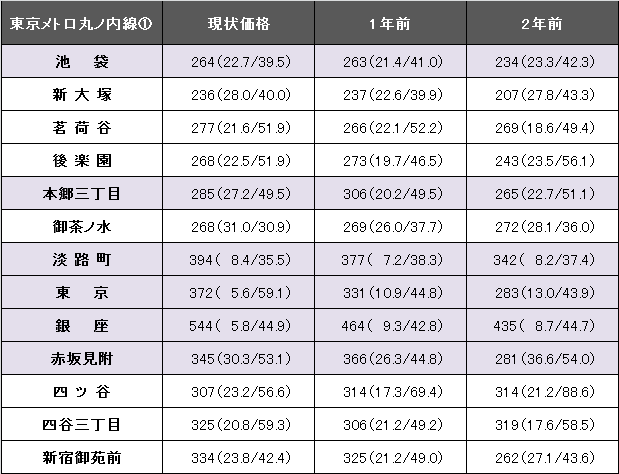 東京メトロ丸ノ内線① 現状価格 1年前 2年前
池 袋 264(22.7/39.5) 263(21.4/41.0) 234(23.3/42.3)
新 大 塚 236(28.0/40.0) 237(22.6/39.9) 207(27.8/43.3)
茗 荷 谷 277(21.6/51.9) 266(22.1/52.2) 269(18.6/49.4)
後 楽 園 268(22.5/51.9) 273(19.7/46.5) 243(23.5/56.1)
本郷三丁目 285(27.2/49.5) 306(20.2/49.5) 265(22.7/51.1)
御茶ノ水 268(31.0/30.9) 269(26.0/37.7) 272(28.1/36.0)
淡 路 町 394( 8.4/35.5) 377( 7.2/38.3) 342( 8.2/37.4)
東 京 372( 5.6/59.1) 331(10.9/44.8) 283(13.0/43.9)
銀 座 544( 5.8/44.9) 464( 9.3/42.8) 435( 8.7/44.7)
赤坂見附 345(30.3/53.1) 366(26.3/44.8) 281(36.6/54.0)
四 ツ 谷 307(23.2/56.6) 314(17.3/69.4) 314(21.2/88.6)
四谷三丁目 325(20.8/59.3) 306(21.2/49.2) 319(17.6/58.5)
新宿御苑前 334(23.8/42.4) 325(21.2/49.0) 262(27.1/43.6)